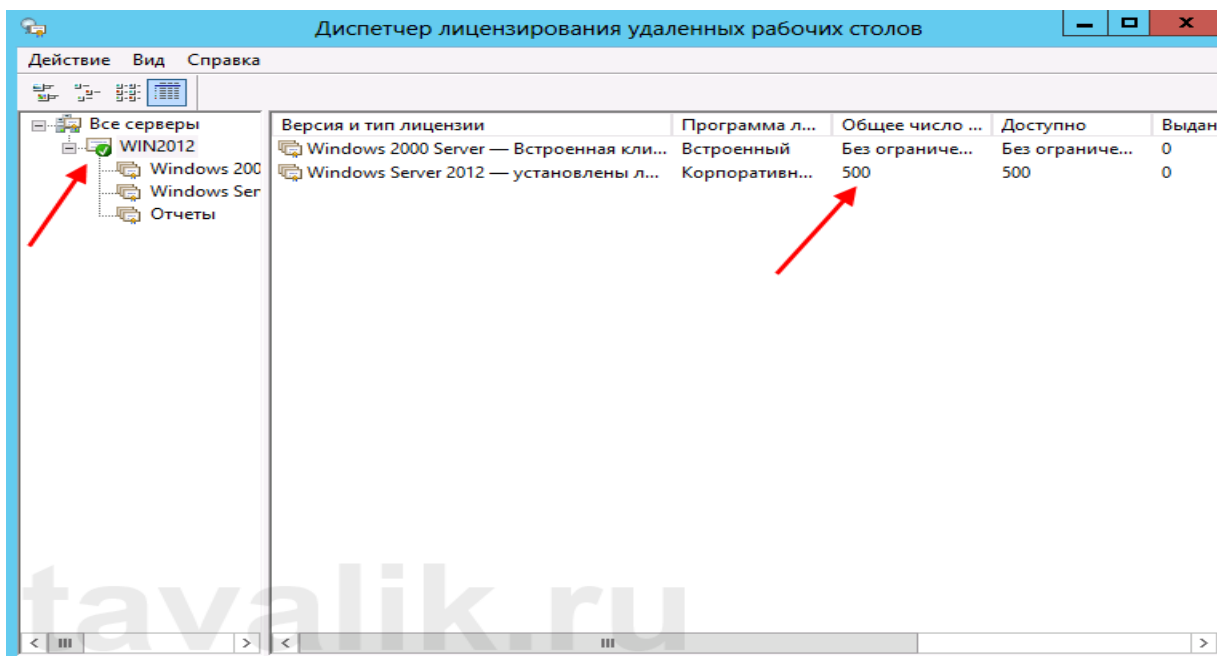 Диспетчер лицензирования удаленных рабочих столов
Действие Вид Справка
Все серверы
WIN2012
Windows 200
Windows Ser
Отчеты
Версия и тип лицензии Программа л... Общее число ... Доступно Выдан
Windows 2000 Server — Встроенная кли... Встроенный Без ограниче... Без ограниче... 0
Windows Server 2012 — установлены л... Корпоративн... 500 500 0
tavalik.ru